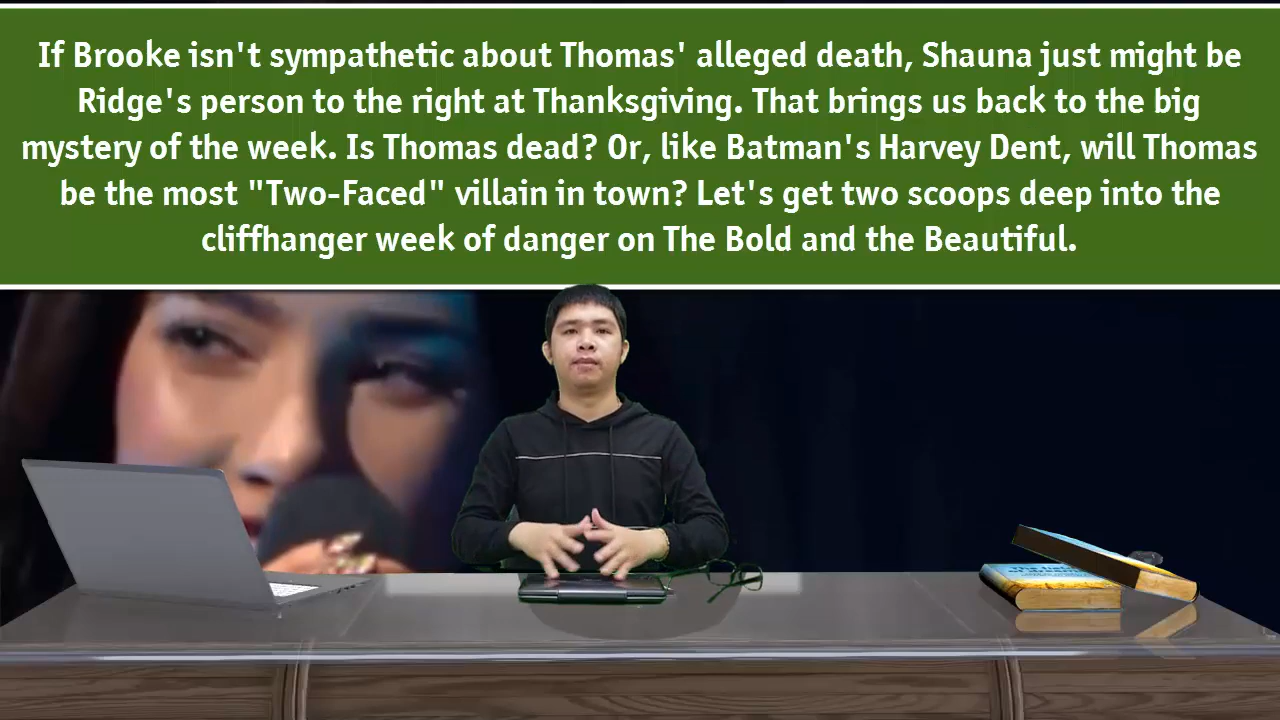 If Brooke isn't sympathetic about Thomas' alleged death, Shauna just might be
Ridge's person to the right at Thanksgiving. That brings us back to the big
mystery of the week. Is Thomas dead? Or, like Batman's Harvey Dent, will Thomas
be the most "Two-Faced" villain in town? Let's get two scoops deep into the
cliffhanger week of danger on The Bold and the Beautiful.